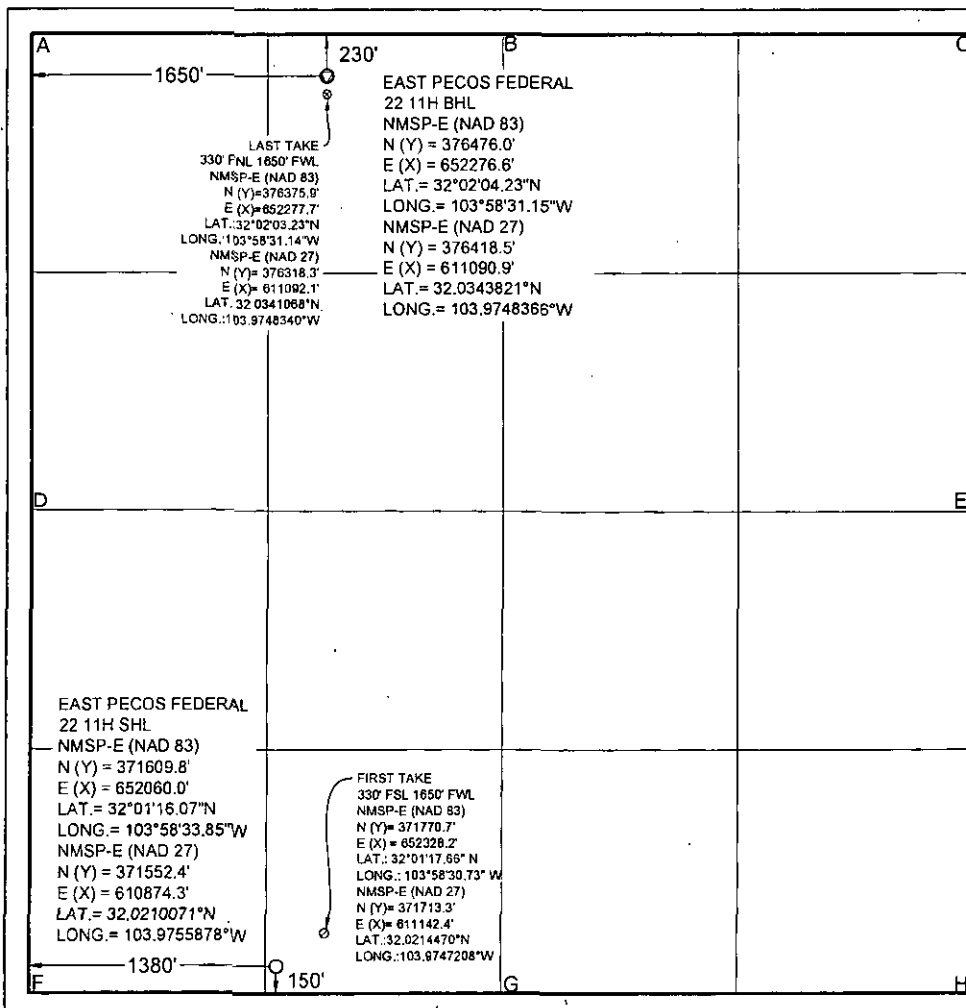 A
B
C
230'
1650'
EAST PECOS FEDERAL
22 11H BHL
NMSP-E (NAD 83)
N (Y) = 376476.0'
E (X) = 652276.6'
LAT.= 32°02'04.23"N
LONG.= 103°58'31.15"W
NMSP-E (NAD 27)
N (Y) = 376418.5'
E (X) = 611090.9'
LAT.= 32.0343821°N
LONG.= 103.9748366°W
LAST TAKE
330' FNL 1650' FWL
NMSP-E (NAD 83)
N (Y)=376375.9'
E (X)=652277.7'
LAT.:32°02'03.23"N
LONG.:103°58'31.14"W
NMSP-E (NAD 27)
N (Y)= 376318.3'
E (X)= 611092.1'
LAT. 32.0341068°N
LONG.:103.9748340°W
D
E
EAST PECOS FEDERAL
22 11H SHL
NMSP-E (NAD 83)
N (Y) = 371609.8'
E (X) = 652060.0'
LAT.= 32°01'16.07"N
LONG.= 103°58'33.85"W
NMSP-E (NAD 27)
N (Y) = 371552.4'
E (X) = 610874.3'
LAT.= 32.0210071°N
LONG.= 103.9755878°W
FIRST TAKE
330' FSL 1650' FWL
NMSP-E (NAD 83)
N (Y)= 371770.7'
E (X) = 652328.2'
LAT.: 32°01'17.66" N
LONG.: 103°58'30.73" W
NMSP-E (NAD 27)
N (Y)= 371713.3'
E (X)= 611142.4'
LAT.:32.0214470°N
LONG.:103.9747208°W
1380'
150'
F
G
H